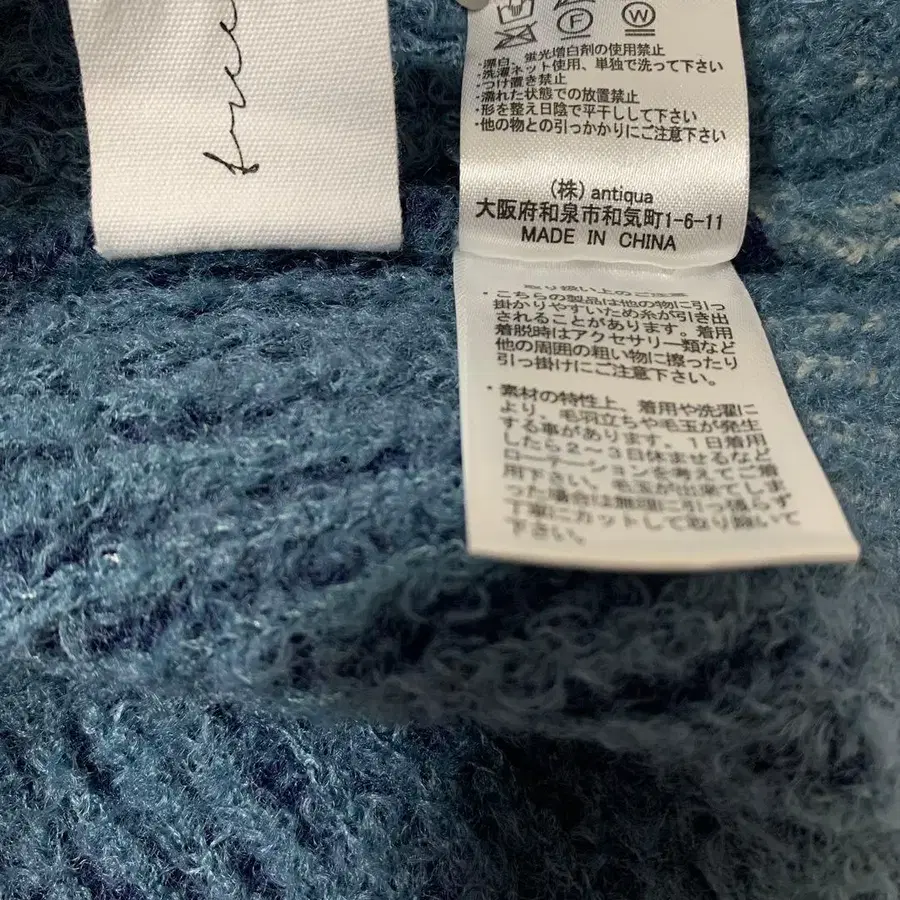 free
F
W
・漂白、蛍光増白剤の使用禁止
・洗濯ネット使用、単独で洗って下さい
・つけ置き禁止
・濡れた状態での放置禁止
・形を整え日陰で平干しして下さい
・他の物との引っかかりにご注意下さい
(株) antiqua
大阪府和泉市和気町1-6-11
MADE IN CHINA
取り扱い上のご注意
・こちらの製品は他の物に引っ
掛かりやすいため糸が引き出
されることがあります。着用
着脱時はアクセサリー類など
他の周囲の粗い物に擦ったり
引っ掛けにご注意下さい。
・素材の特性上、着用や洗濯に
より、毛羽立ちや毛玉が発生
する事があります。1日着用
したら2〜3日休ませるなど
ローテーションを考えてご着
用下さい。毛玉が出来てしま
った場合は無理に引っ張らず
丁寧にカットして取り除いて
下さい。